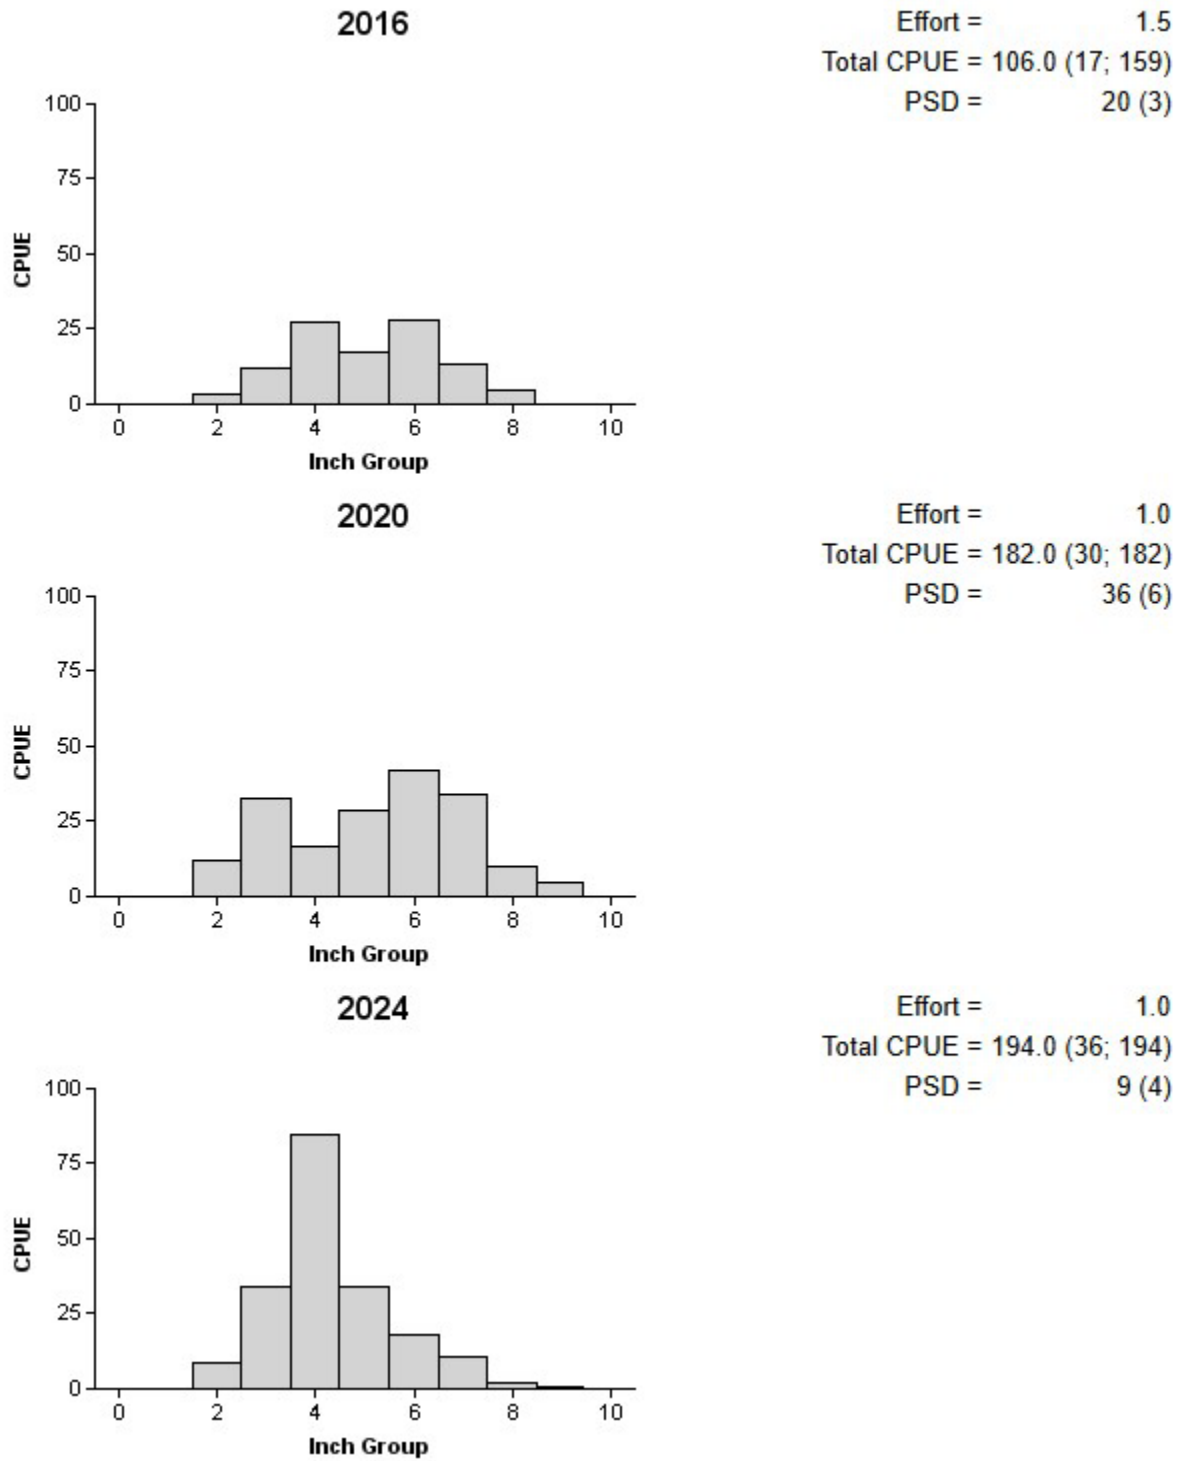 2016
Effort = 1.5
Total CPUE = 106.0 (17; 159)
PSD = 20 (3)
100
75
50
25
0
CPUE
0 2 4 6 8 10
Inch Group
2020
Effort = 1.0
Total CPUE = 182.0 (30; 182)
PSD = 36 (6)
100
75
50
25
0
CPUE
0 2 4 6 8 10
Inch Group
2024
Effort = 1.0
Total CPUE = 194.0 (36; 194)
PSD = 9 (4)
100
75
50
25
0
CPUE
0 2 4 6 8 10
Inch Group